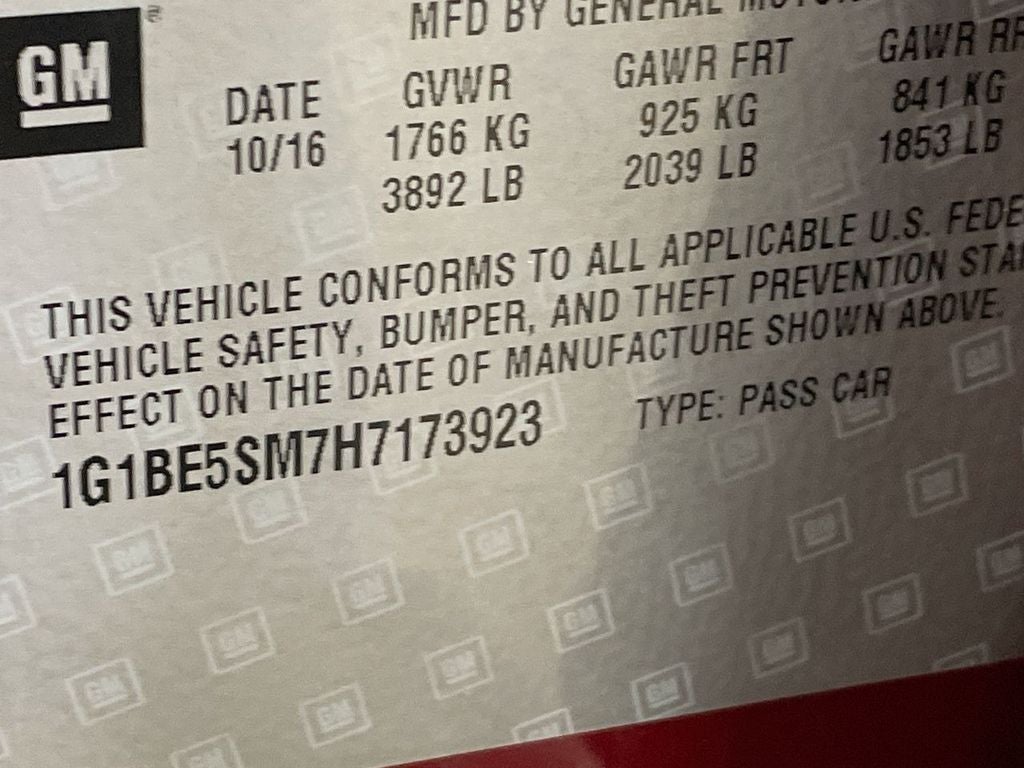 GM
MFD BY GENERAL
DATE GVWR GAWR FRT GAWR
10/16 1766 KG 925 KG 841 KG
3892 LB 2039 LB 1853 LB
THIS VEHICLE CONFORMS TO ALL APPLICABLE U.S. FEDE
VEHICLE SAFETY, BUMPER, AND THEFT PREVENTION STA
EFFECT ON THE DATE OF MANUFACTURE SHOWN ABOVE.
1G1BE5SM7H7173923 TYPE: PASS CAR